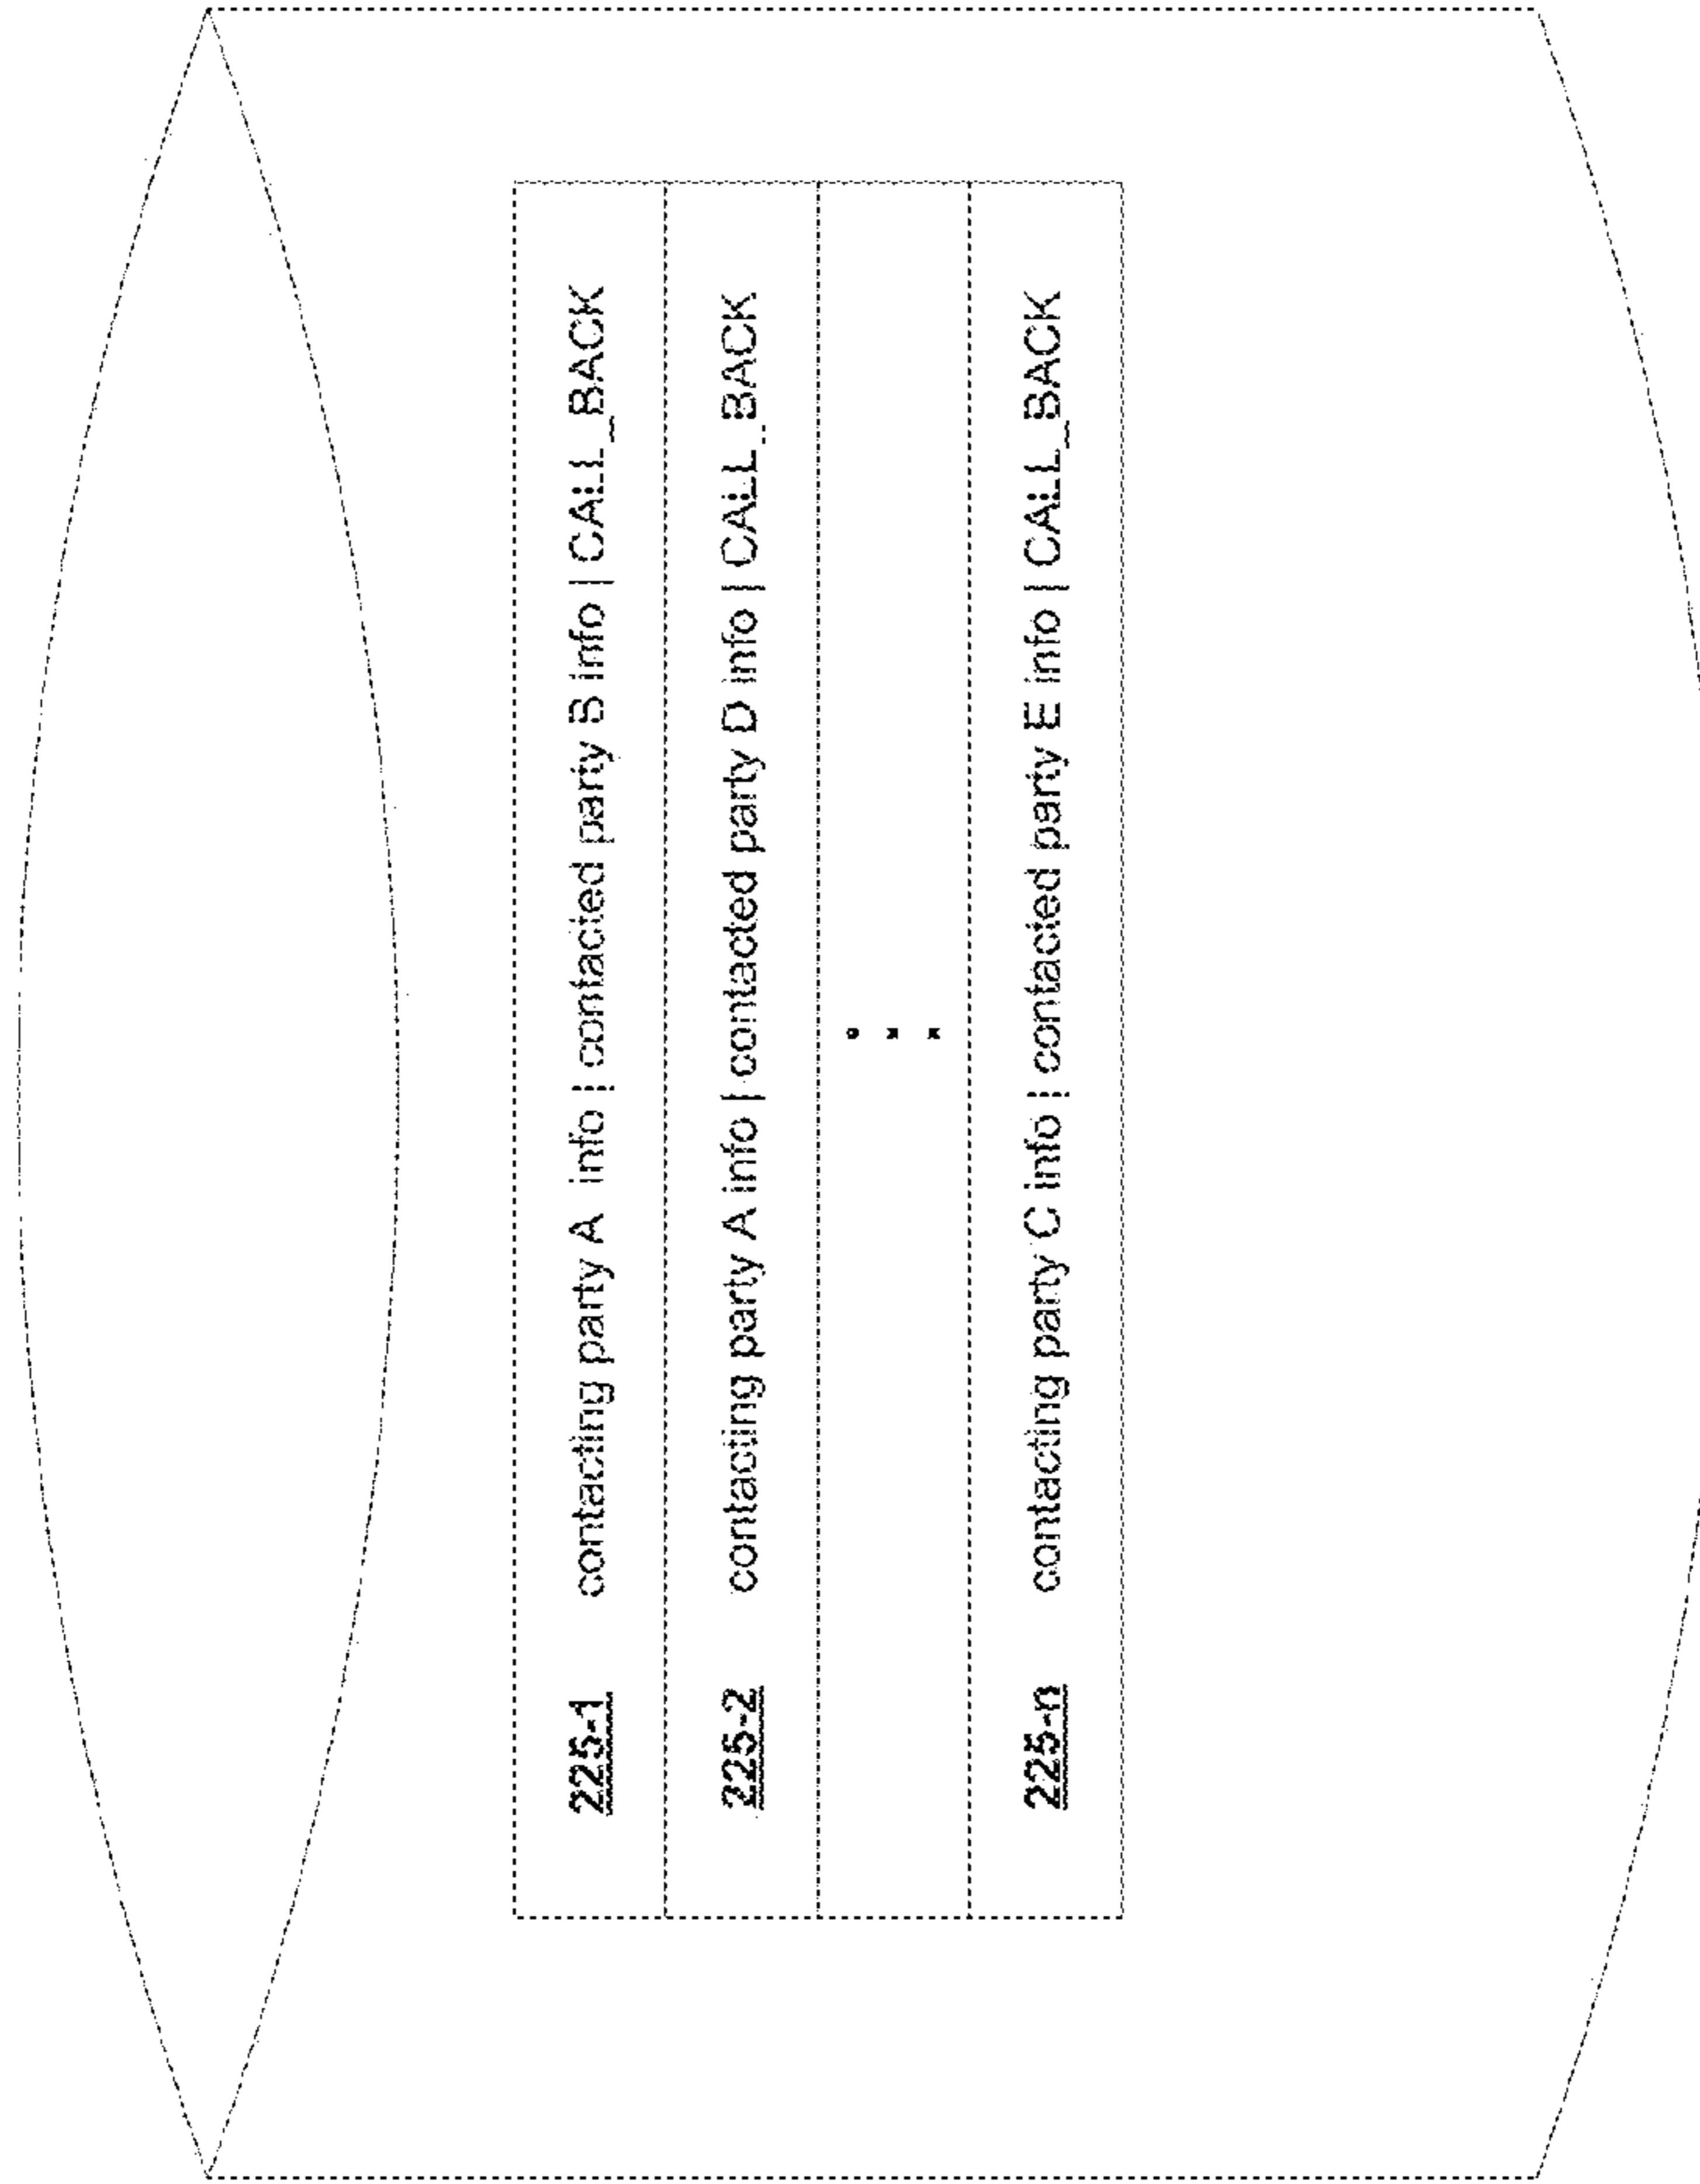 225-1 contacting party A info | contacted party B info | CALL_BACK
225-2 contacting party A info | contacted party D info | CALL_BACK
225-n contacting party C info | contacted party E info | CALL_BACK